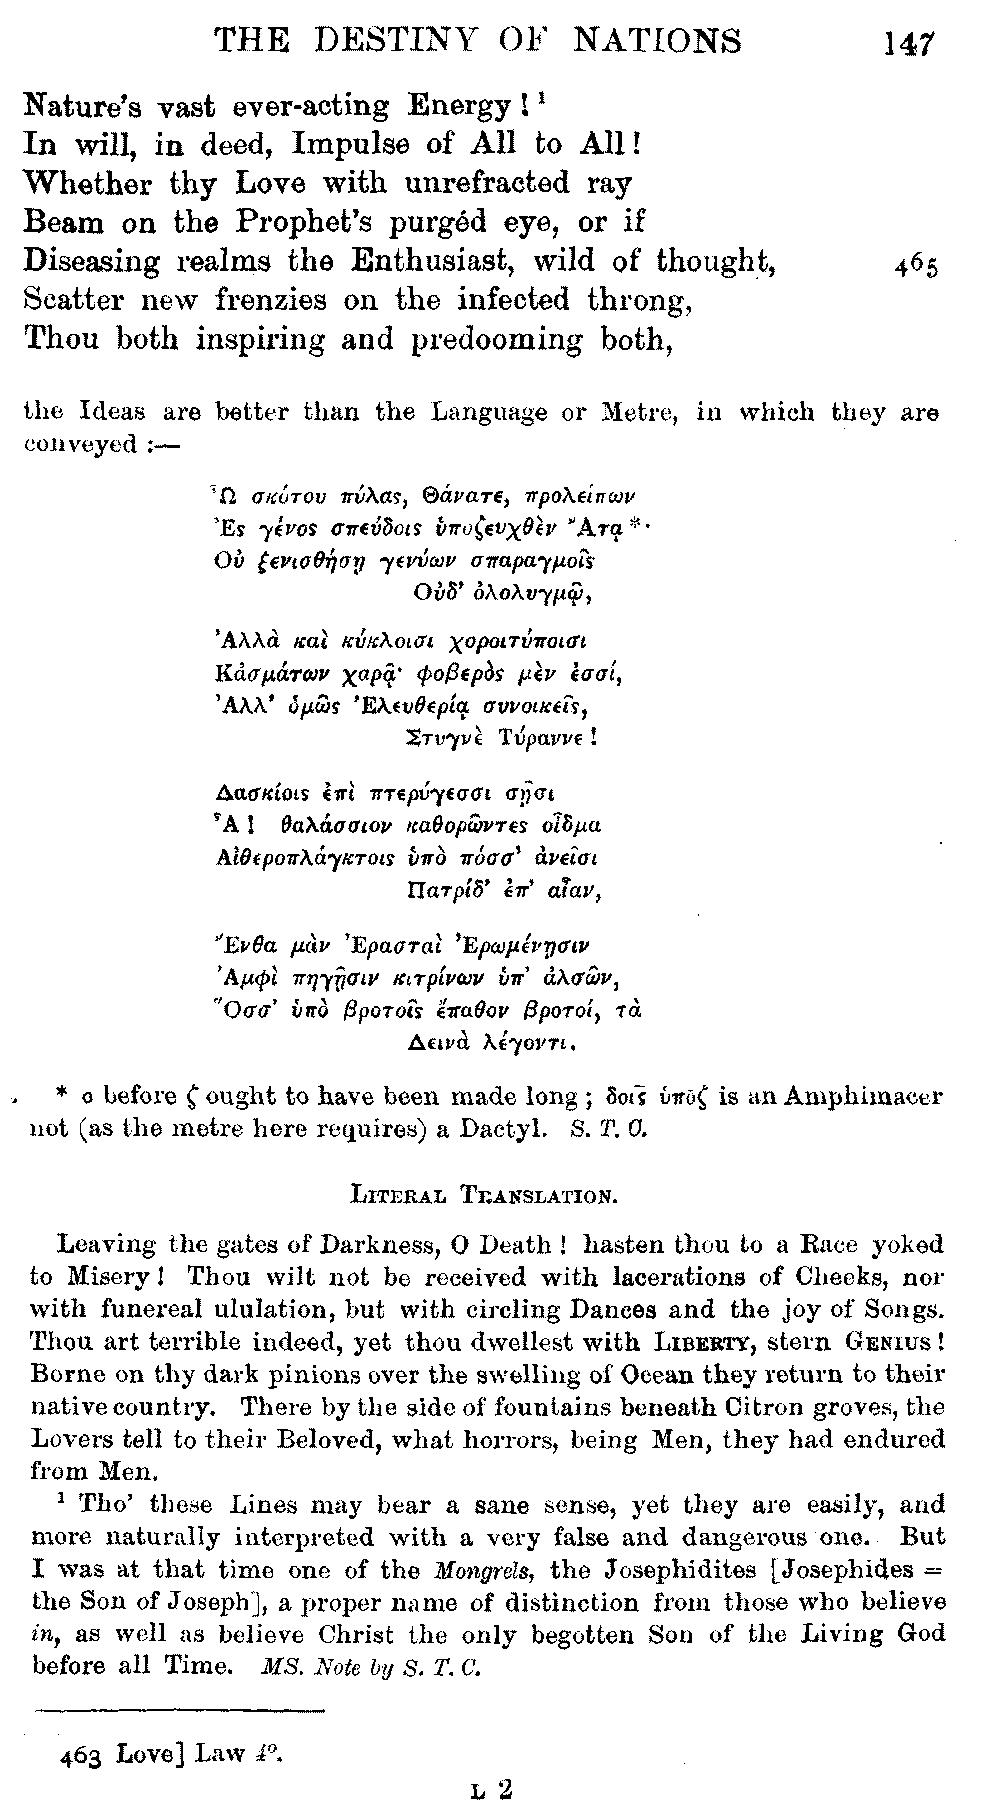 THE DESTINY OF NATIONS 147
Nature's vast ever-acting Energy ! ¹
In will, in deed, Impulse of All to All !
Whether thy Love with unrefracted ray
Beam on the Prophet's purgéd eye, or if
Diseasing realms the Enthusiast, wild of thought, 465
Scatter new frenzies on the infected throng,
Thou both inspiring and predooming both,
the Ideas are better than the Language or Metre, in which they are
conveyed :—
Ὦ σκότου πύλας, Θάνατε, προλείπων
Ἐς γένος σπεύδοις ὑποζευχθὲν Ἄτᾳ *·
Οὐ ξενισθήσῃ γενύων σπαραγμοῖς
Οὐδ' ὀλολυγμῷ,
Ἀλλὰ καὶ κύκλοισι χοροιτύποισι
Κἀσμάτων χαρᾷ· φοβερὸς μὲν ἐσσί,
Ἀλλ' ὁμῶς Ἐλευθερίᾳ συνοικεῖς,
Στυγνὲ Τύραννε !
Δασκίοις ἐπὶ πτερύγεσσι σῇσι
Ἆ ! θαλάσσιον καθορῶντες οἶδμα
Αἰθεροπλάγκτοις ὑπὸ πόσσ' ἀνεῖσι
Πατρίδ' ἐπ' αἶαν,
Ἔνθα μὰν Ἐρασταὶ Ἐρωμένῃσιν
Ἀμφὶ πηγῇσιν κιτρίνων ὑπ' ἀλσῶν,
Ὅσσ' ὑπὸ βροτοῖς ἔπαθον βροτοί, τὰ
Δεινὰ λέγοντι.
* ο before ζ ought to have been made long ; δοῖς ὑπōζ is an Amphimacer
not (as the metre here requires) a Dactyl. S. T. C.
LITERAL TRANSLATION.
Leaving the gates of Darkness, O Death ! hasten thou to a Race yoked
to Misery ! Thou wilt not be received with lacerations of Cheeks, nor
with funereal ululation, but with circling Dances and the joy of Songs.
Thou art terrible indeed, yet thou dwellest with LIBERTY, stern GENIUS !
Borne on thy dark pinions over the swelling of Ocean they return to their
native country. There by the side of fountains beneath Citron groves, the
Lovers tell to their Beloved, what horrors, being Men, they had endured
from Men.
¹ Tho' these Lines may bear a sane sense, yet they are easily, and
more naturally interpreted with a very false and dangerous one. But
I was at that time one of the Mongrels, the Josephidites [Josephides =
the Son of Joseph], a proper name of distinction from those who believe
in, as well as believe Christ the only begotten Son of the Living God
before all Time. MS. Note by S. T. C.
463 Love] Law 4º.
L 2